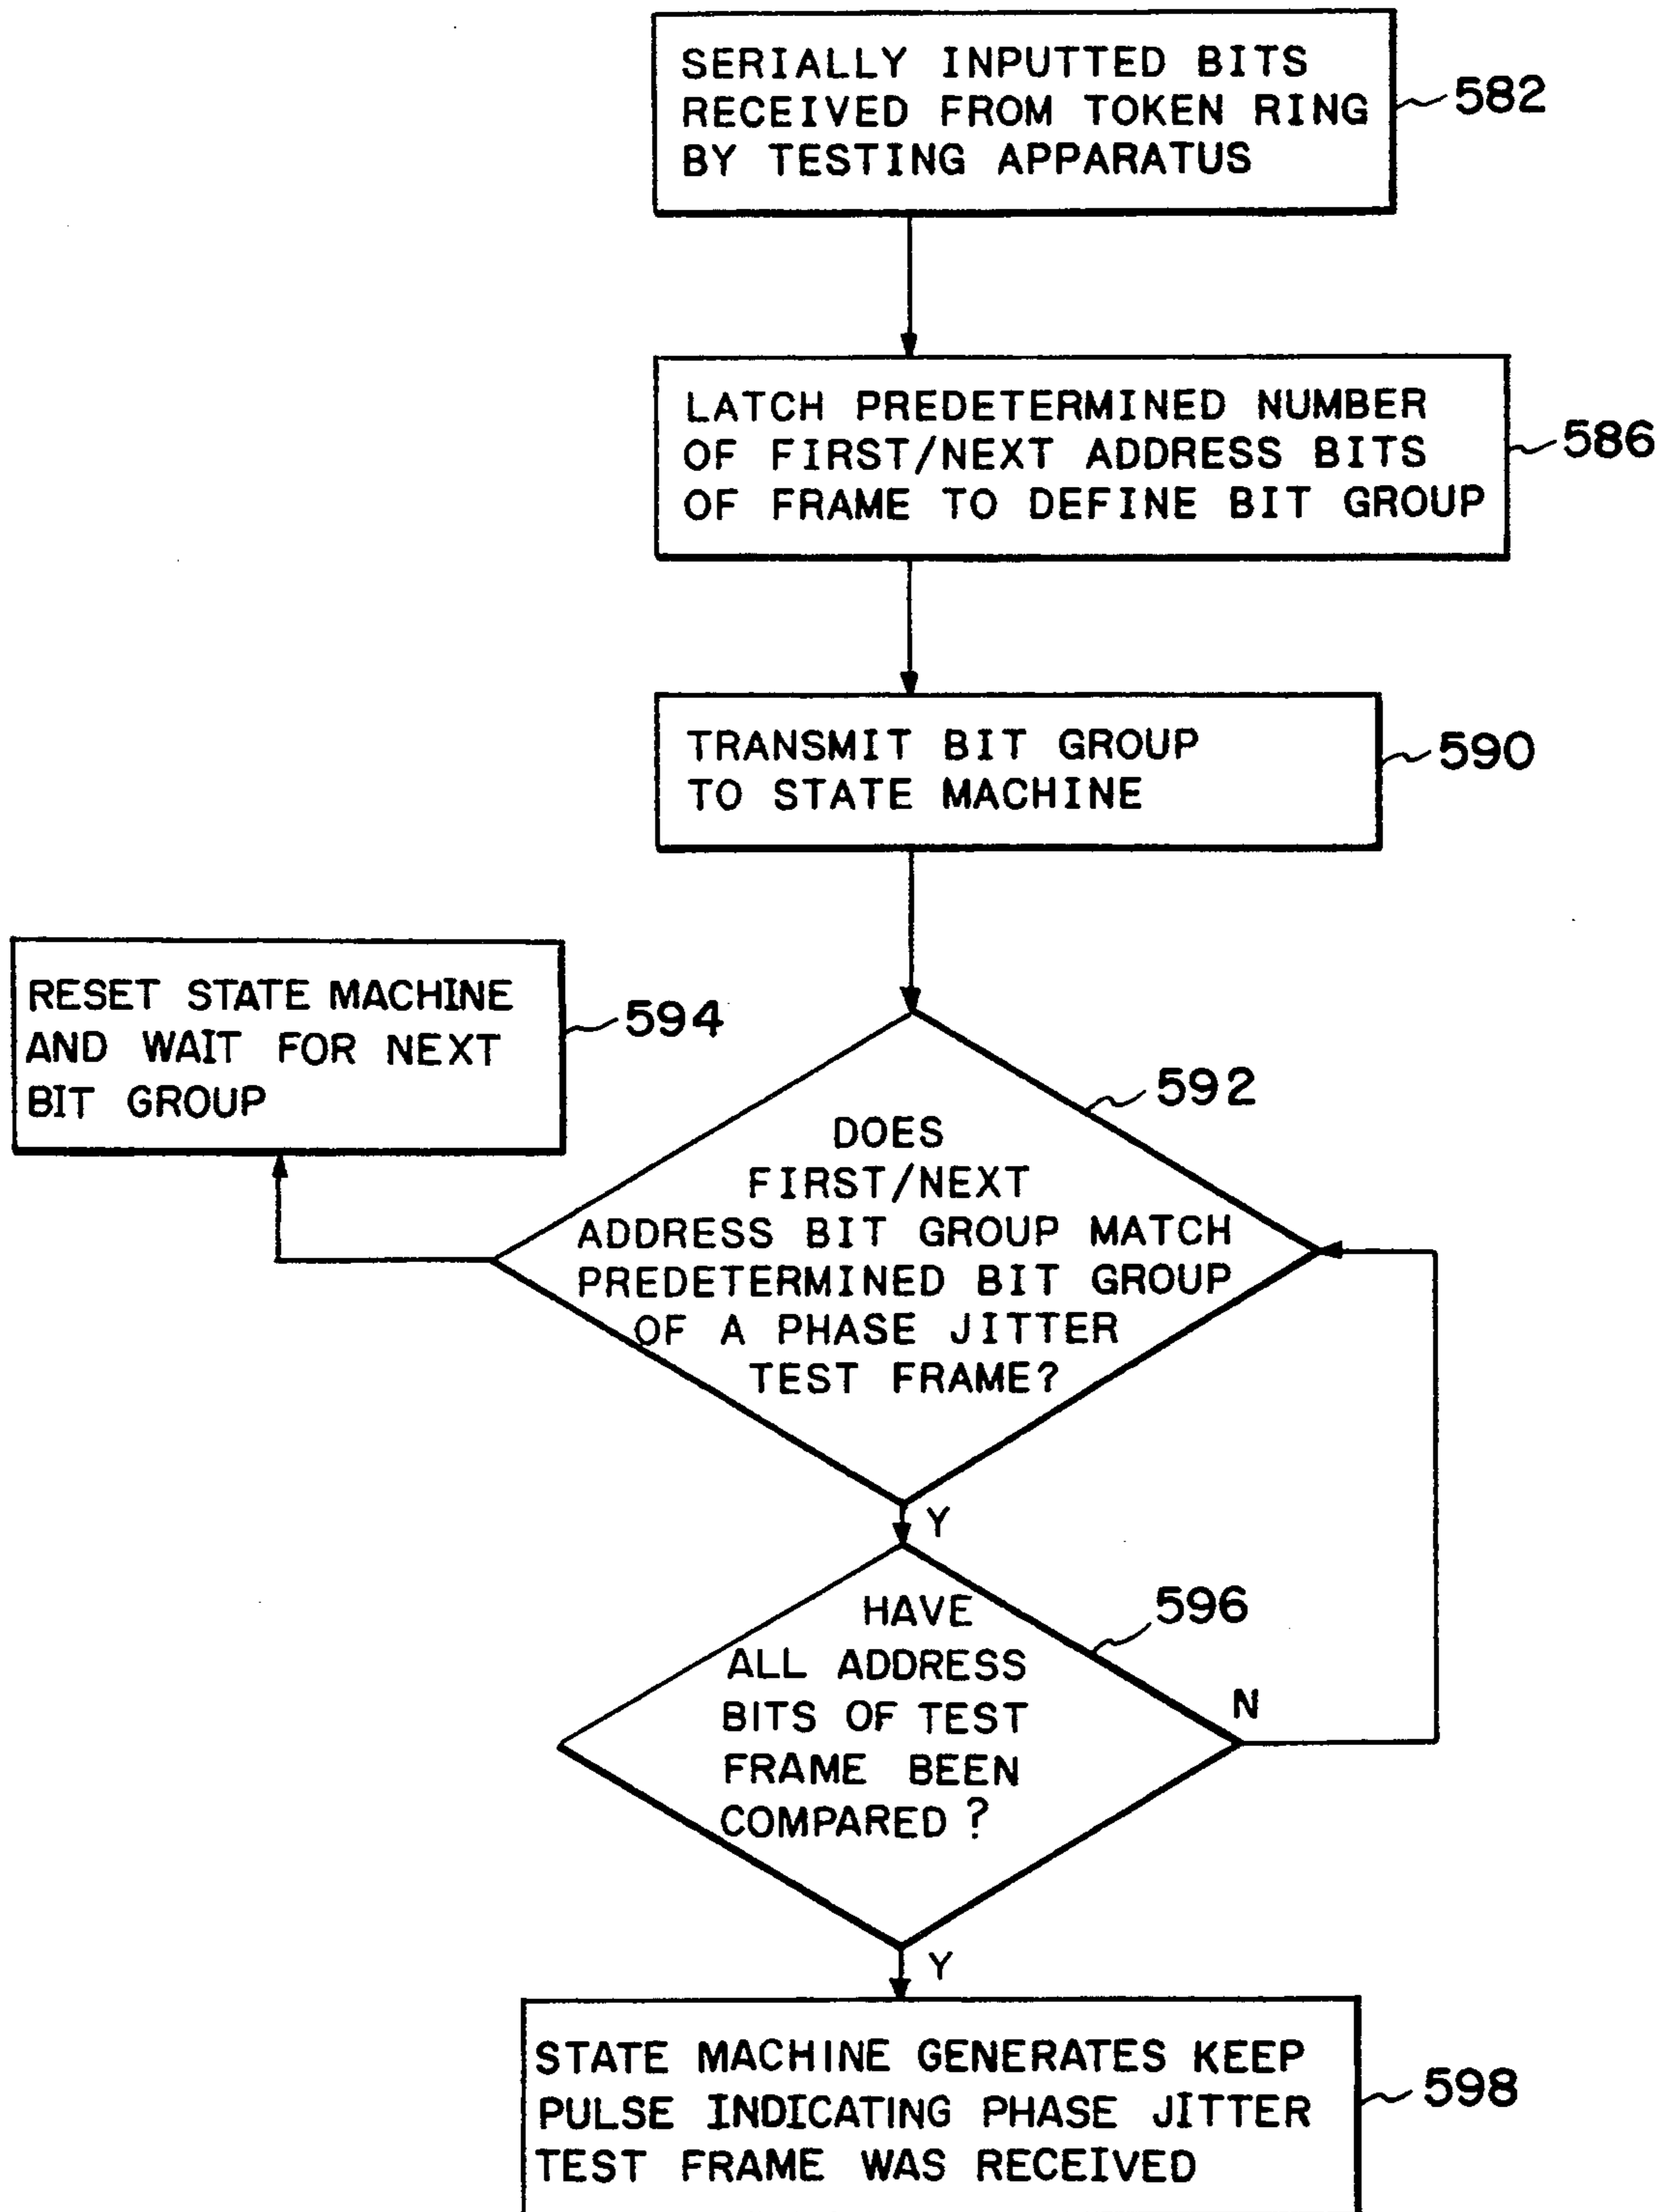 SERIALLY INPUTTED BITS
RECEIVED FROM TOKEN RING
BY TESTING APPARATUS
582
LATCH PREDETERMINED NUMBER
OF FIRST/NEXT ADDRESS BITS
OF FRAME TO DEFINE BIT GROUP
586
TRANSMIT BIT GROUP
TO STATE MACHINE
590
RESET STATE MACHINE
AND WAIT FOR NEXT
BIT GROUP
594
DOES
FIRST/NEXT
ADDRESS BIT GROUP MATCH
PREDETERMINED BIT GROUP
OF A PHASE JITTER
TEST FRAME?
592
Y
HAVE
ALL ADDRESS
BITS OF TEST
FRAME BEEN
COMPARED ?
596
N
Y
STATE MACHINE GENERATES KEEP
PULSE INDICATING PHASE JITTER
TEST FRAME WAS RECEIVED
598